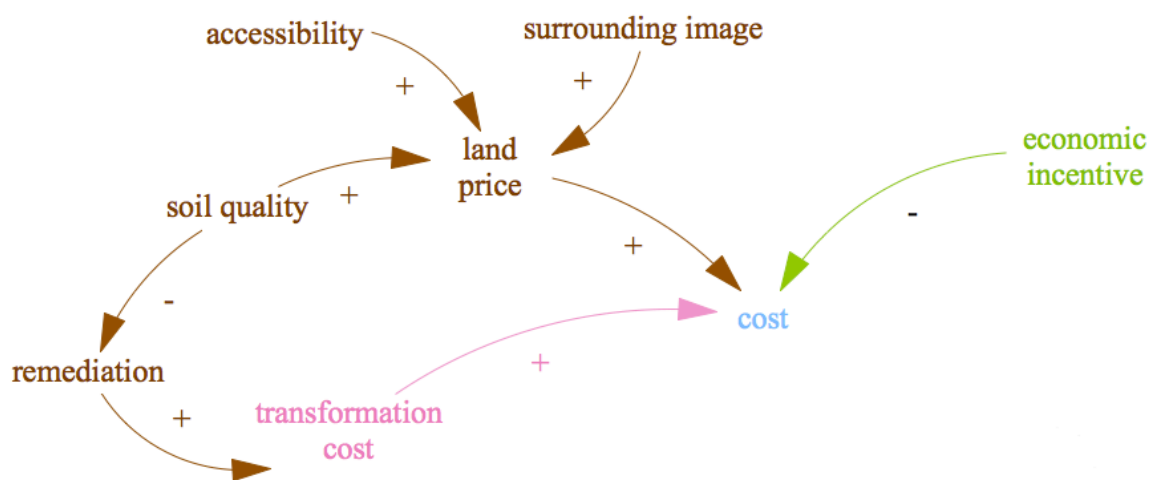 accessibility
surrounding image
+
+
land
price
economic
incentive
soil quality
+
-
+
-
cost
remediation
+
+
transformation
cost